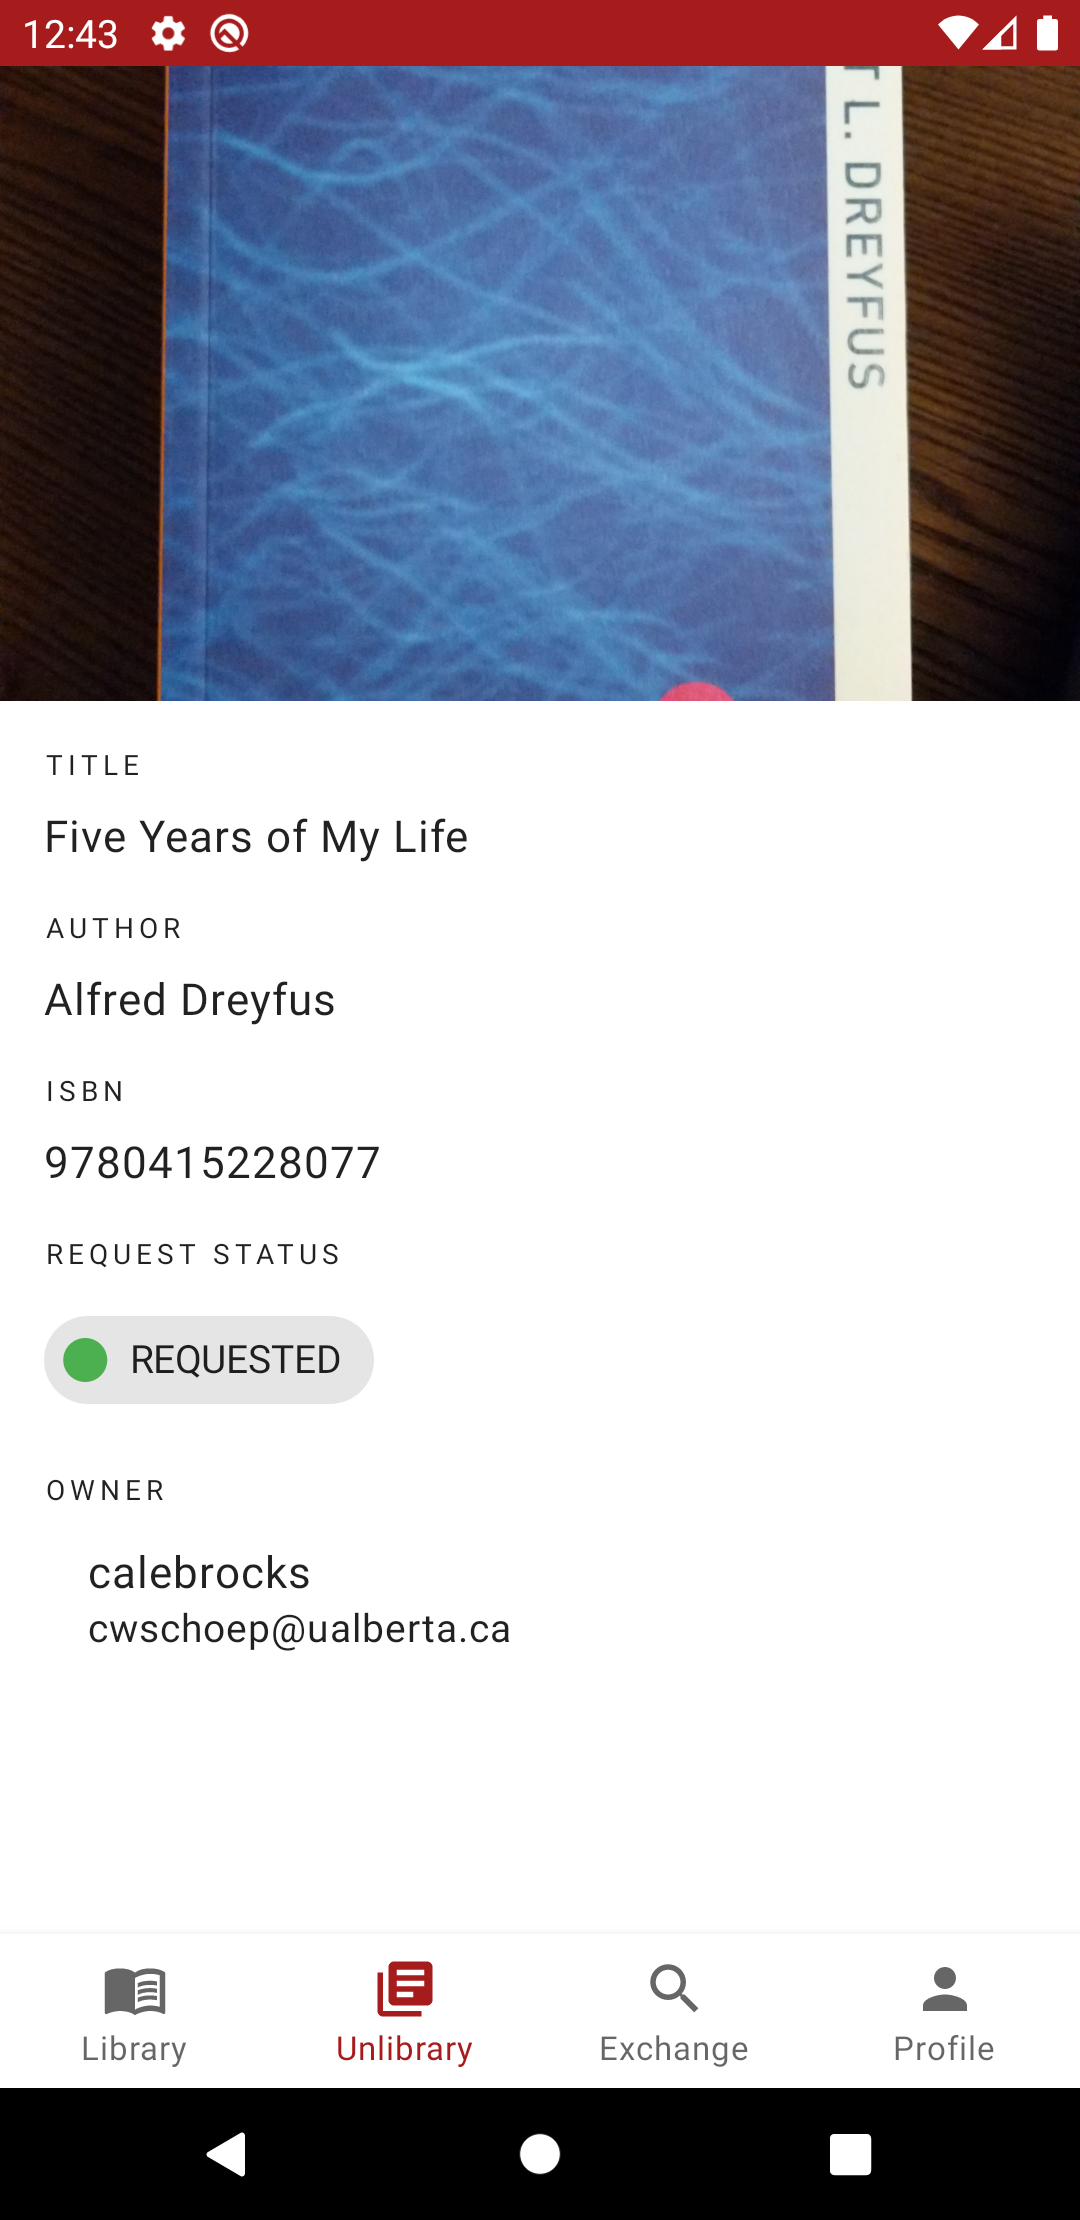 12:43
T L. DREYFUS
TITLE
Five Years of My Life
AUTHOR
Alfred Dreyfus
ISBN
9780415228077
REQUEST STATUS
REQUESTED
OWNER
calebrocks
cwschoep@ualberta.ca
Library
Unlibrary
Exchange
Profile